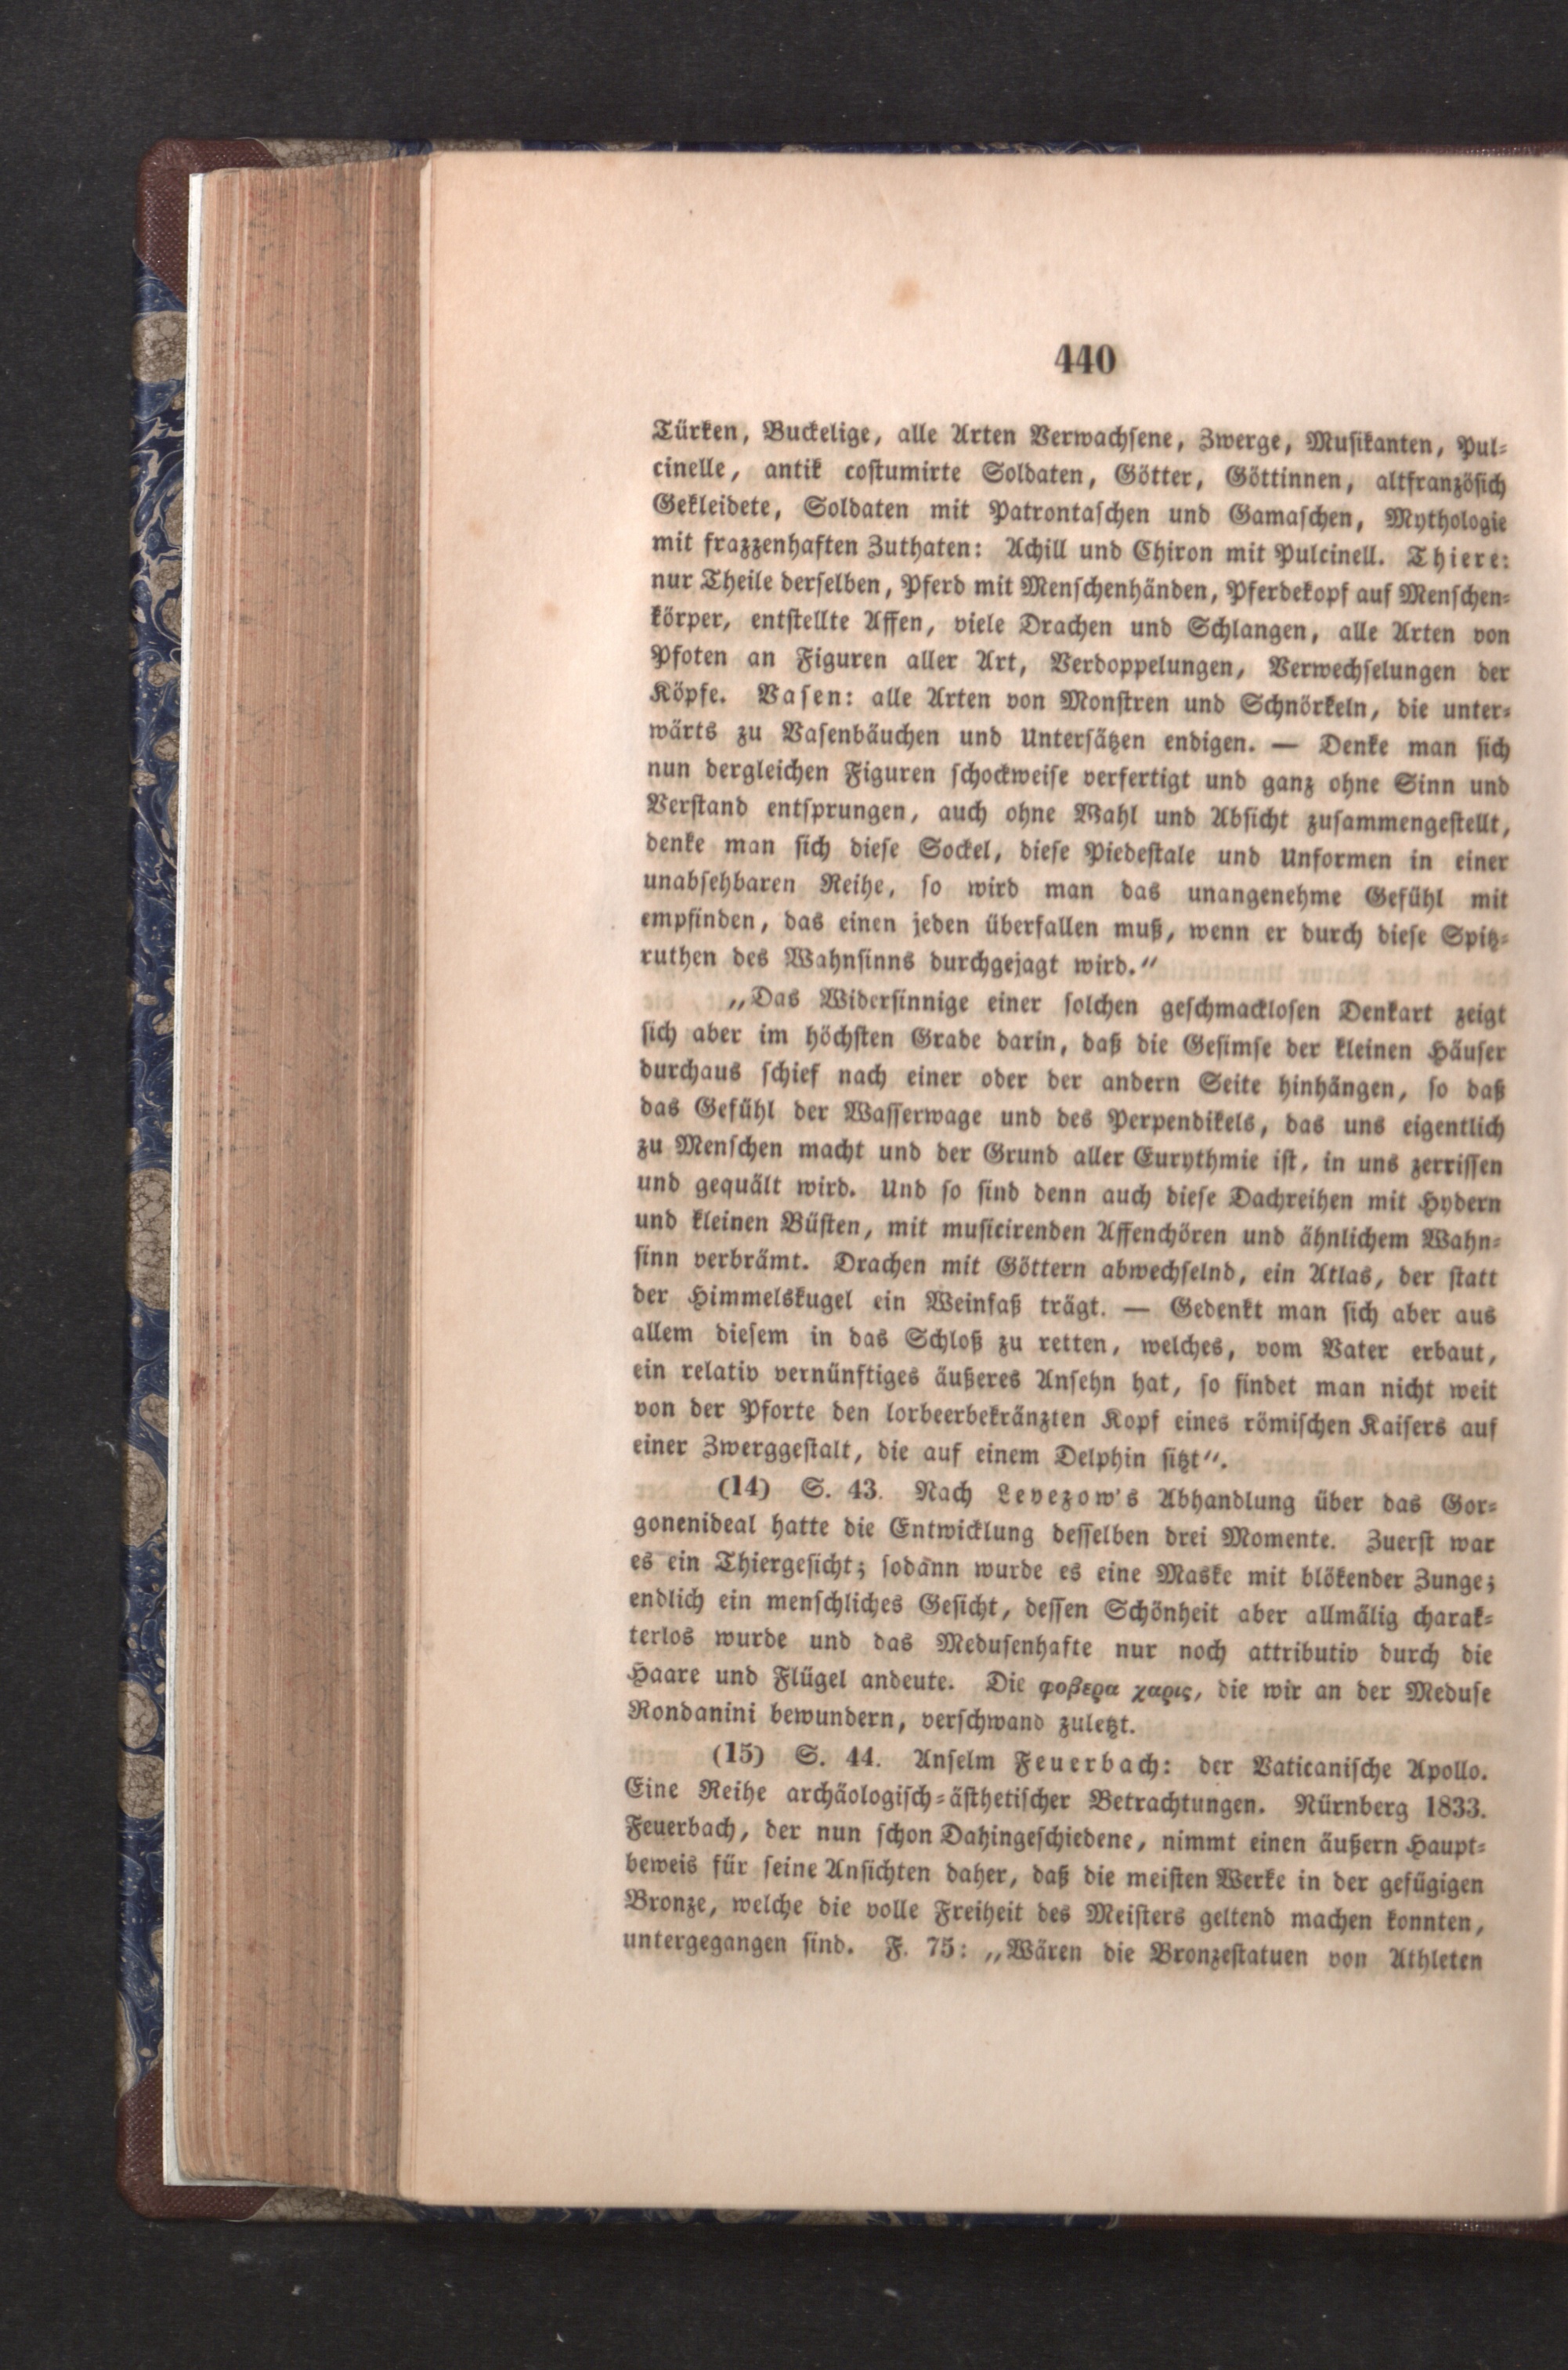 440
Türken, Buckelige, alle Arten Verwachsene, Zwerge, Musikanten, Pul-
cinelle, antik costumirte Soldaten, Götter, Göttinnen, altfranzösich
Gekleidete, Soldaten mit Patrontaschen und Gamaschen, Mythologie
mit frazzenhaften Zuthaten: Achill und Chiron mit Pulcinell. Thiere:
nur Theile derselben, Pferd mit Menschenhänden, Pferdekopf auf Menschen-
körper, entstellte Affen, viele Drachen und Schlangen, alle Arten von
Pfoten an Figuren aller Art, Verdoppelungen, Verwechselungen der
Köpfe. Vasen: alle Arten von Monstren und Schnörkeln, die unter-
wärts zu Vasenbäuchen und Untersätzen endigen. — Denke man sich
nun dergleichen Figuren schockweise verfertigt und ganz ohne Sinn und
Verstand entsprungen, auch ohne Wahl und Absicht zusammengestellt,
denke man sich diese Sockel, diese Piedestale und Unformen in einer
unabsehbaren Reihe, so wird man das unangenehme Gefühl mit
empfinden, das einen jeden überfallen muß, wenn er durch diese Spitz-
ruthen des Wahnsinns durchgejagt wird.“
„Das Widersinnige einer solchen geschmacklosen Denkart zeigt
sich aber im höchsten Grade darin, daß die Gesimse der kleinen Häuser
durchaus schief nach einer oder der andern Seite hinhängen, so daß
das Gefühl der Wasserwage und des Perpendikels, das uns eigentlich
zu Menschen macht und der Grund aller Eurythmie ist, in uns zerrissen
und gequält wird. Und so sind denn auch diese Dachreihen mit Hydern
und kleinen Büsten, mit musicirenden Affenchören und ähnlichem Wahn-
sinn verbrämt. Drachen mit Göttern abwechselnd, ein Atlas, der statt
der Himmelskugel ein Weinfaß trägt. — Gedenkt man sich aber aus
allem diesem in das Schloß zu retten, welches, vom Vater erbaut,
ein relativ vernünftiges äußeres Ansehn hat, so findet man nicht weit
von der Pforte den lorbeerbekränzten Kopf eines römischen Kaisers auf
einer Zwerggestalt, die auf einem Delphin sitzt“.
(14) S. 43. Nach Levezow's Abhandlung über das Gor-
gonenideal hatte die Entwicklung desselben drei Momente. Zuerst war
es ein Thiergesicht; sodann wurde es eine Maske mit blökender Zunge;
endlich ein menschliches Gesicht, dessen Schönheit aber allmälig charak-
terlos wurde und das Medusenhafte nur noch attributiv durch die
Haare und Flügel andeute. Die φοβερα χαρις, die wir an der Meduse
Rondanini bewundern, verschwand zuletzt.
(15) S. 44. Anselm Feuerbach: der Vaticanische Apollo.
Eine Reihe archäologisch-ästhetischer Betrachtungen. Nürnberg 1833.
Feuerbach, der nun schon Dahingeschiedene, nimmt einen äußern Haupt-
beweis für seine Ansichten daher, daß die meisten Werke in der gefügigen
Bronze, welche die volle Freiheit des Meisters geltend machen konnten,
untergegangen sind. F. 75: „Wären die Bronzestatuen von Athleten